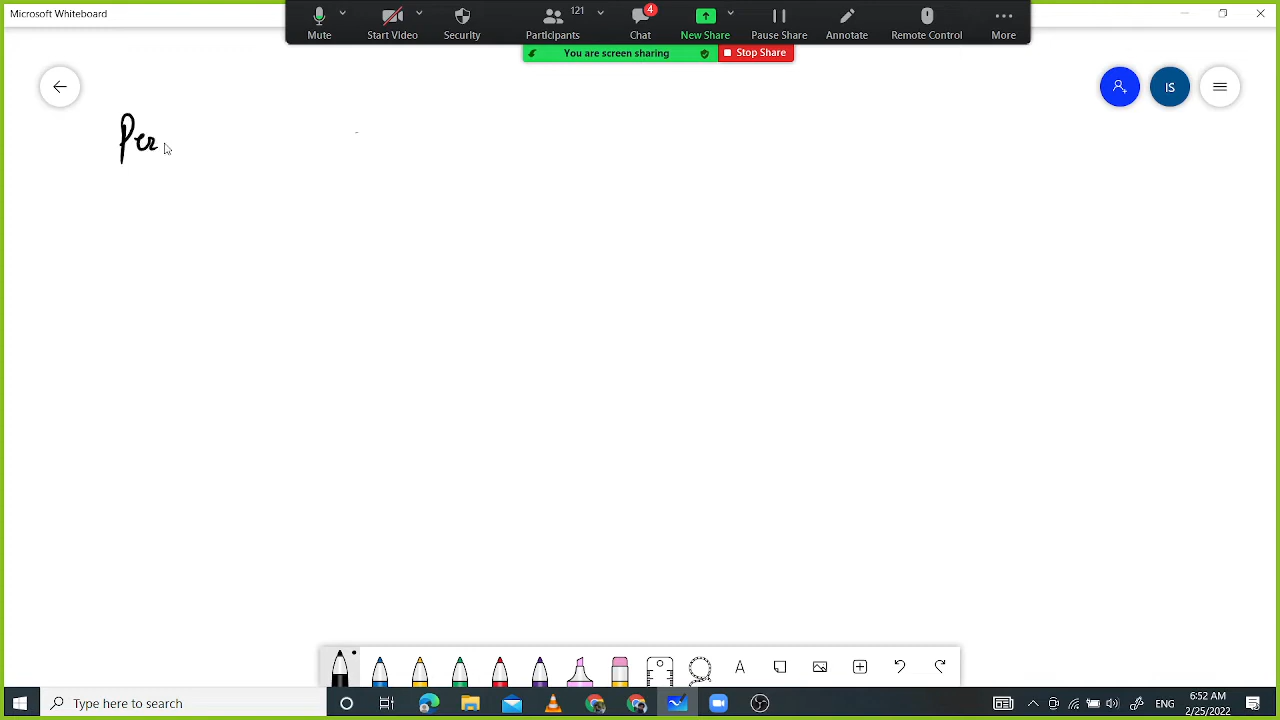 Microsoft Whiteboard
Mute
Start Video
Security
Participants 121
Chat 4
New Share
Pause Share
Annotate
Remote Control
More
You are screen sharing
Stop Share
IS
Per
A
Type here to search
ENG
6:52 AM
2/25/2022